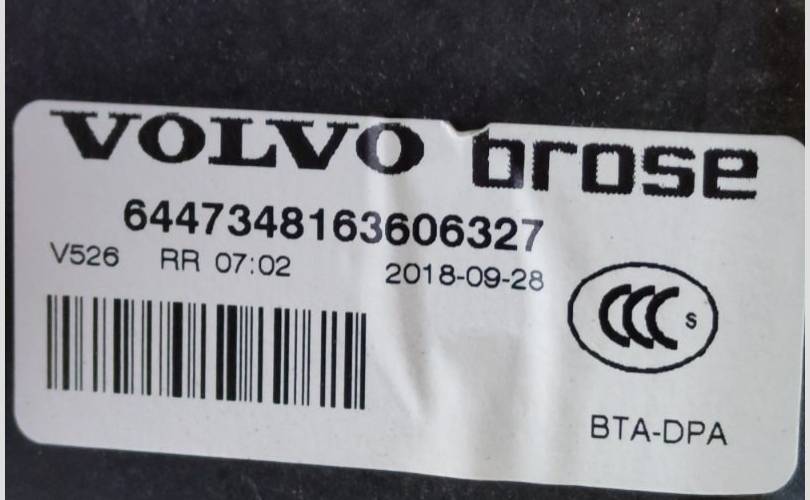 VOLVO brose
6447348163606327
V526 RR 07:02 2018-09-28
CCC S
BTA-DPA